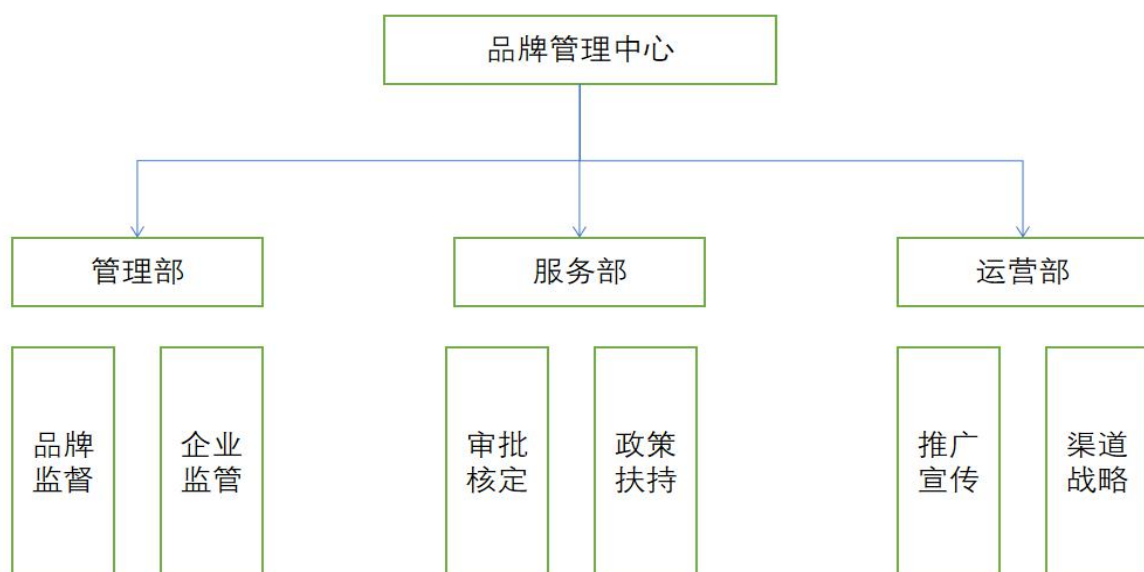 品牌管理中心
管理部
服务部
运营部
品牌
监督
企业
监管
审批
核定
政策
扶持
推广
宣传
渠道
战略